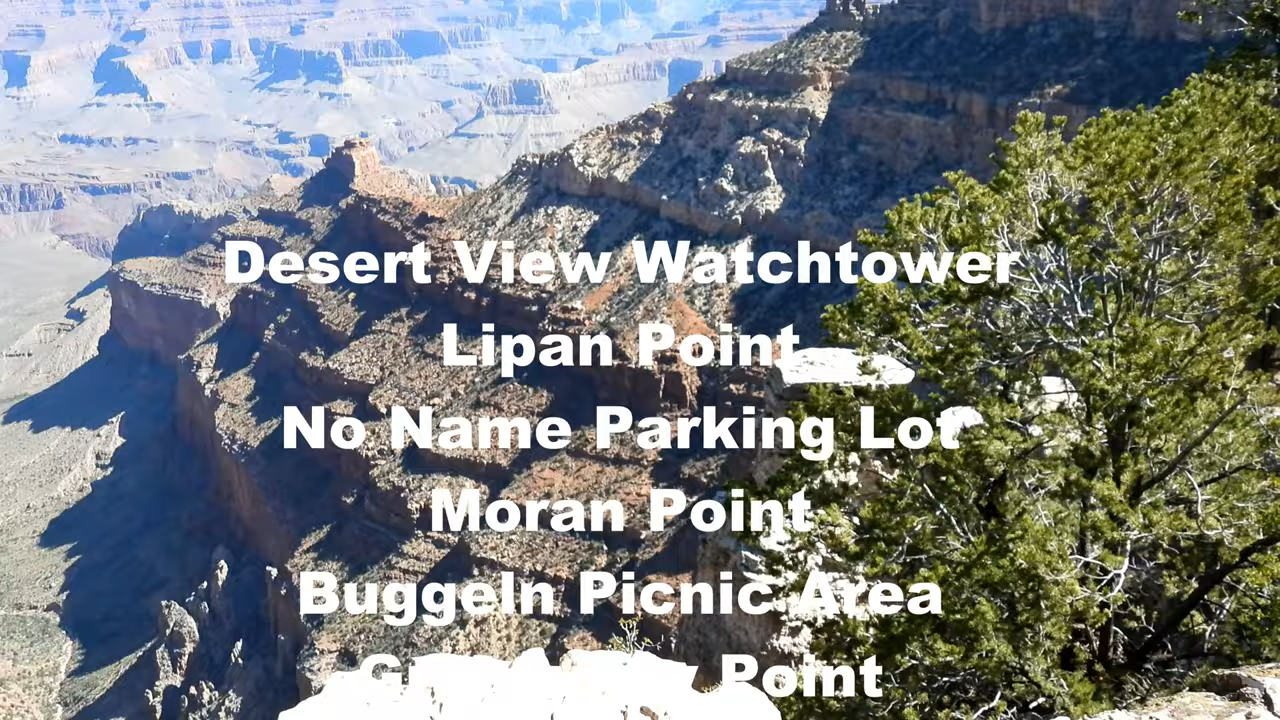 Desert View Watchtower
Lipan Point
No Name Parking Lot
Moran Point
Buggeln Picnic Area
Point